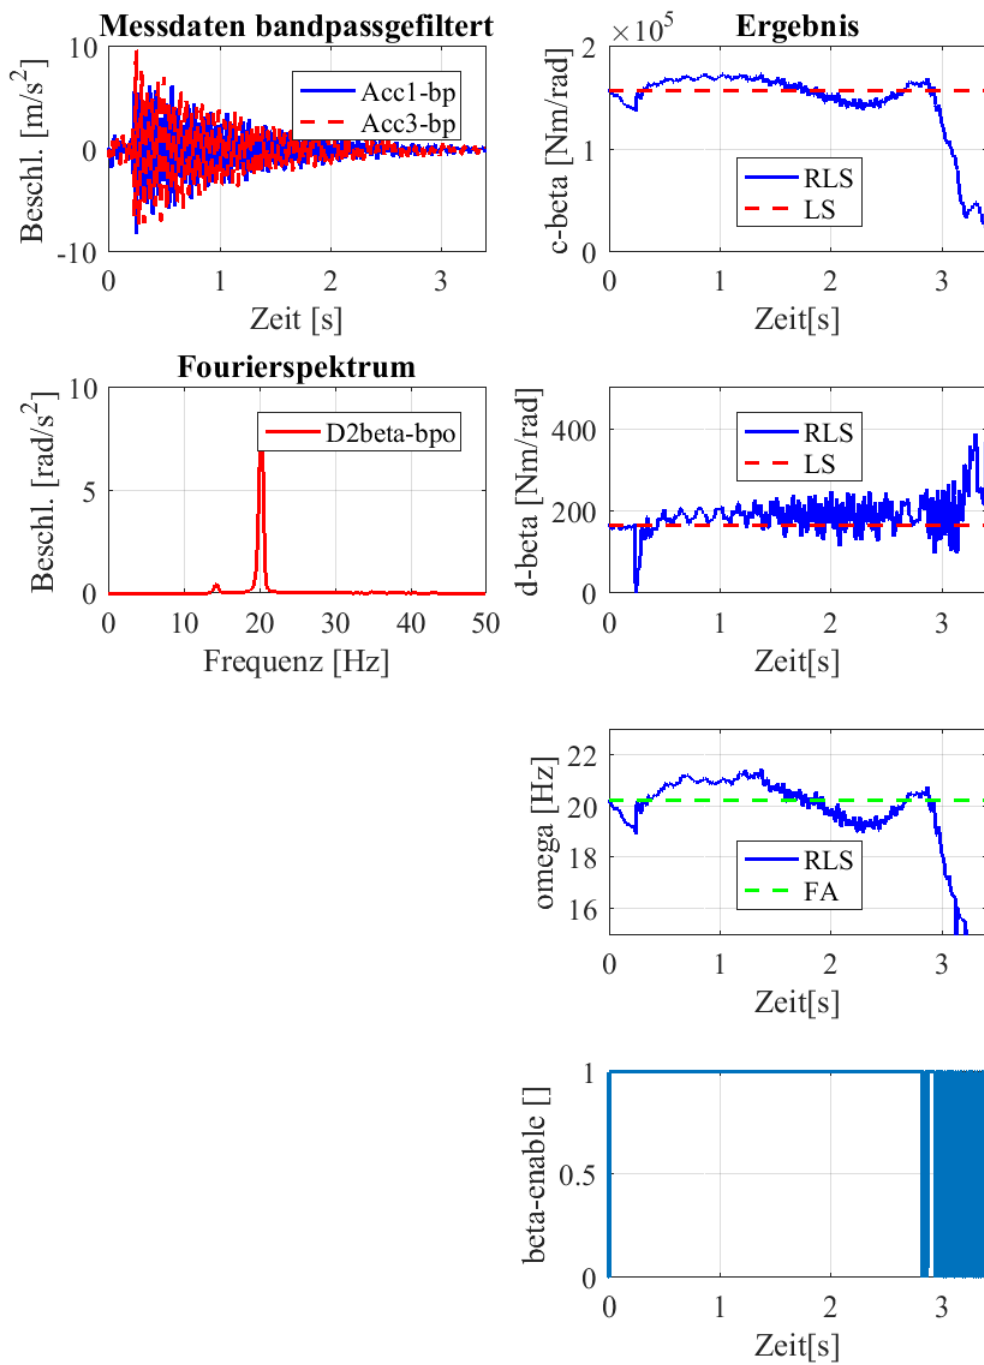 Messdaten bandpassgefiltert
10
0
-10
Beschl. [m/s²]
Acc1-bp
Acc3-bp
0 1 2 3
Zeit [s]
×10⁵
Ergebnis
2
1
0
c-beta [Nm/rad]
RLS
LS
0 1 2 3
Zeit[s]
Fourierspektrum
10
5
0
Beschl. [rad/s²]
D2beta-bpo
0 10 20 30 40 50
Frequenz [Hz]
400
200
0
d-beta [Nm/rad]
RLS
LS
0 1 2 3
Zeit[s]
22
20
18
16
omega [Hz]
RLS
FA
0 1 2 3
Zeit[s]
1
0.5
0
beta-enable []
0 1 2 3
Zeit[s]